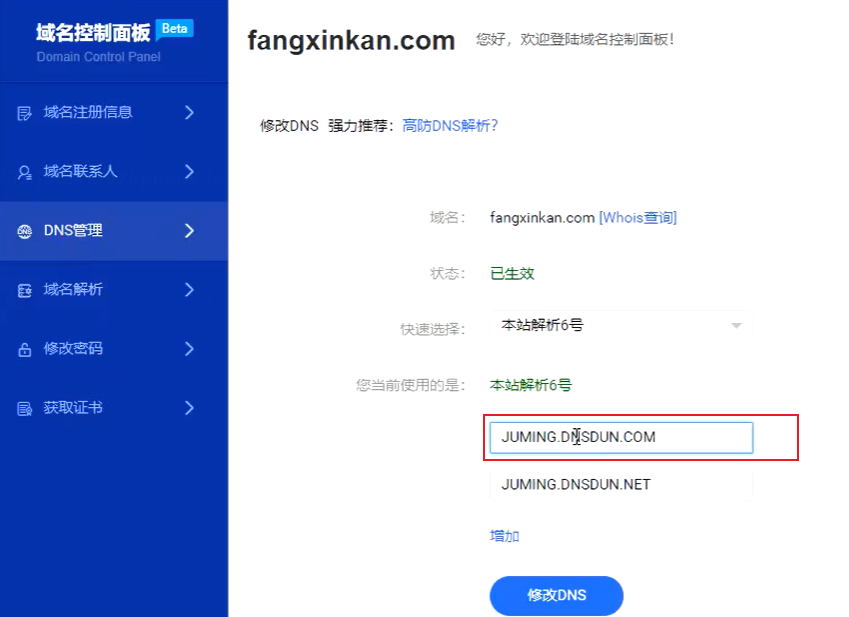 域名控制面板 Beta
Domain Control Panel
域名注册信息
域名联系人
DNS管理
域名解析
修改密码
获取证书
fangxinkan.com 您好，欢迎登陆域名控制面板！
修改DNS 强力推荐：高防DNS解析？
域名： fangxinkan.com [Whois查询]
状态： 已生效
快速选择： 本站解析6号
您当前使用的是： 本站解析6号
JUMING.DNSDUN.COM
JUMING.DNSDUN.NET
增加
修改DNS